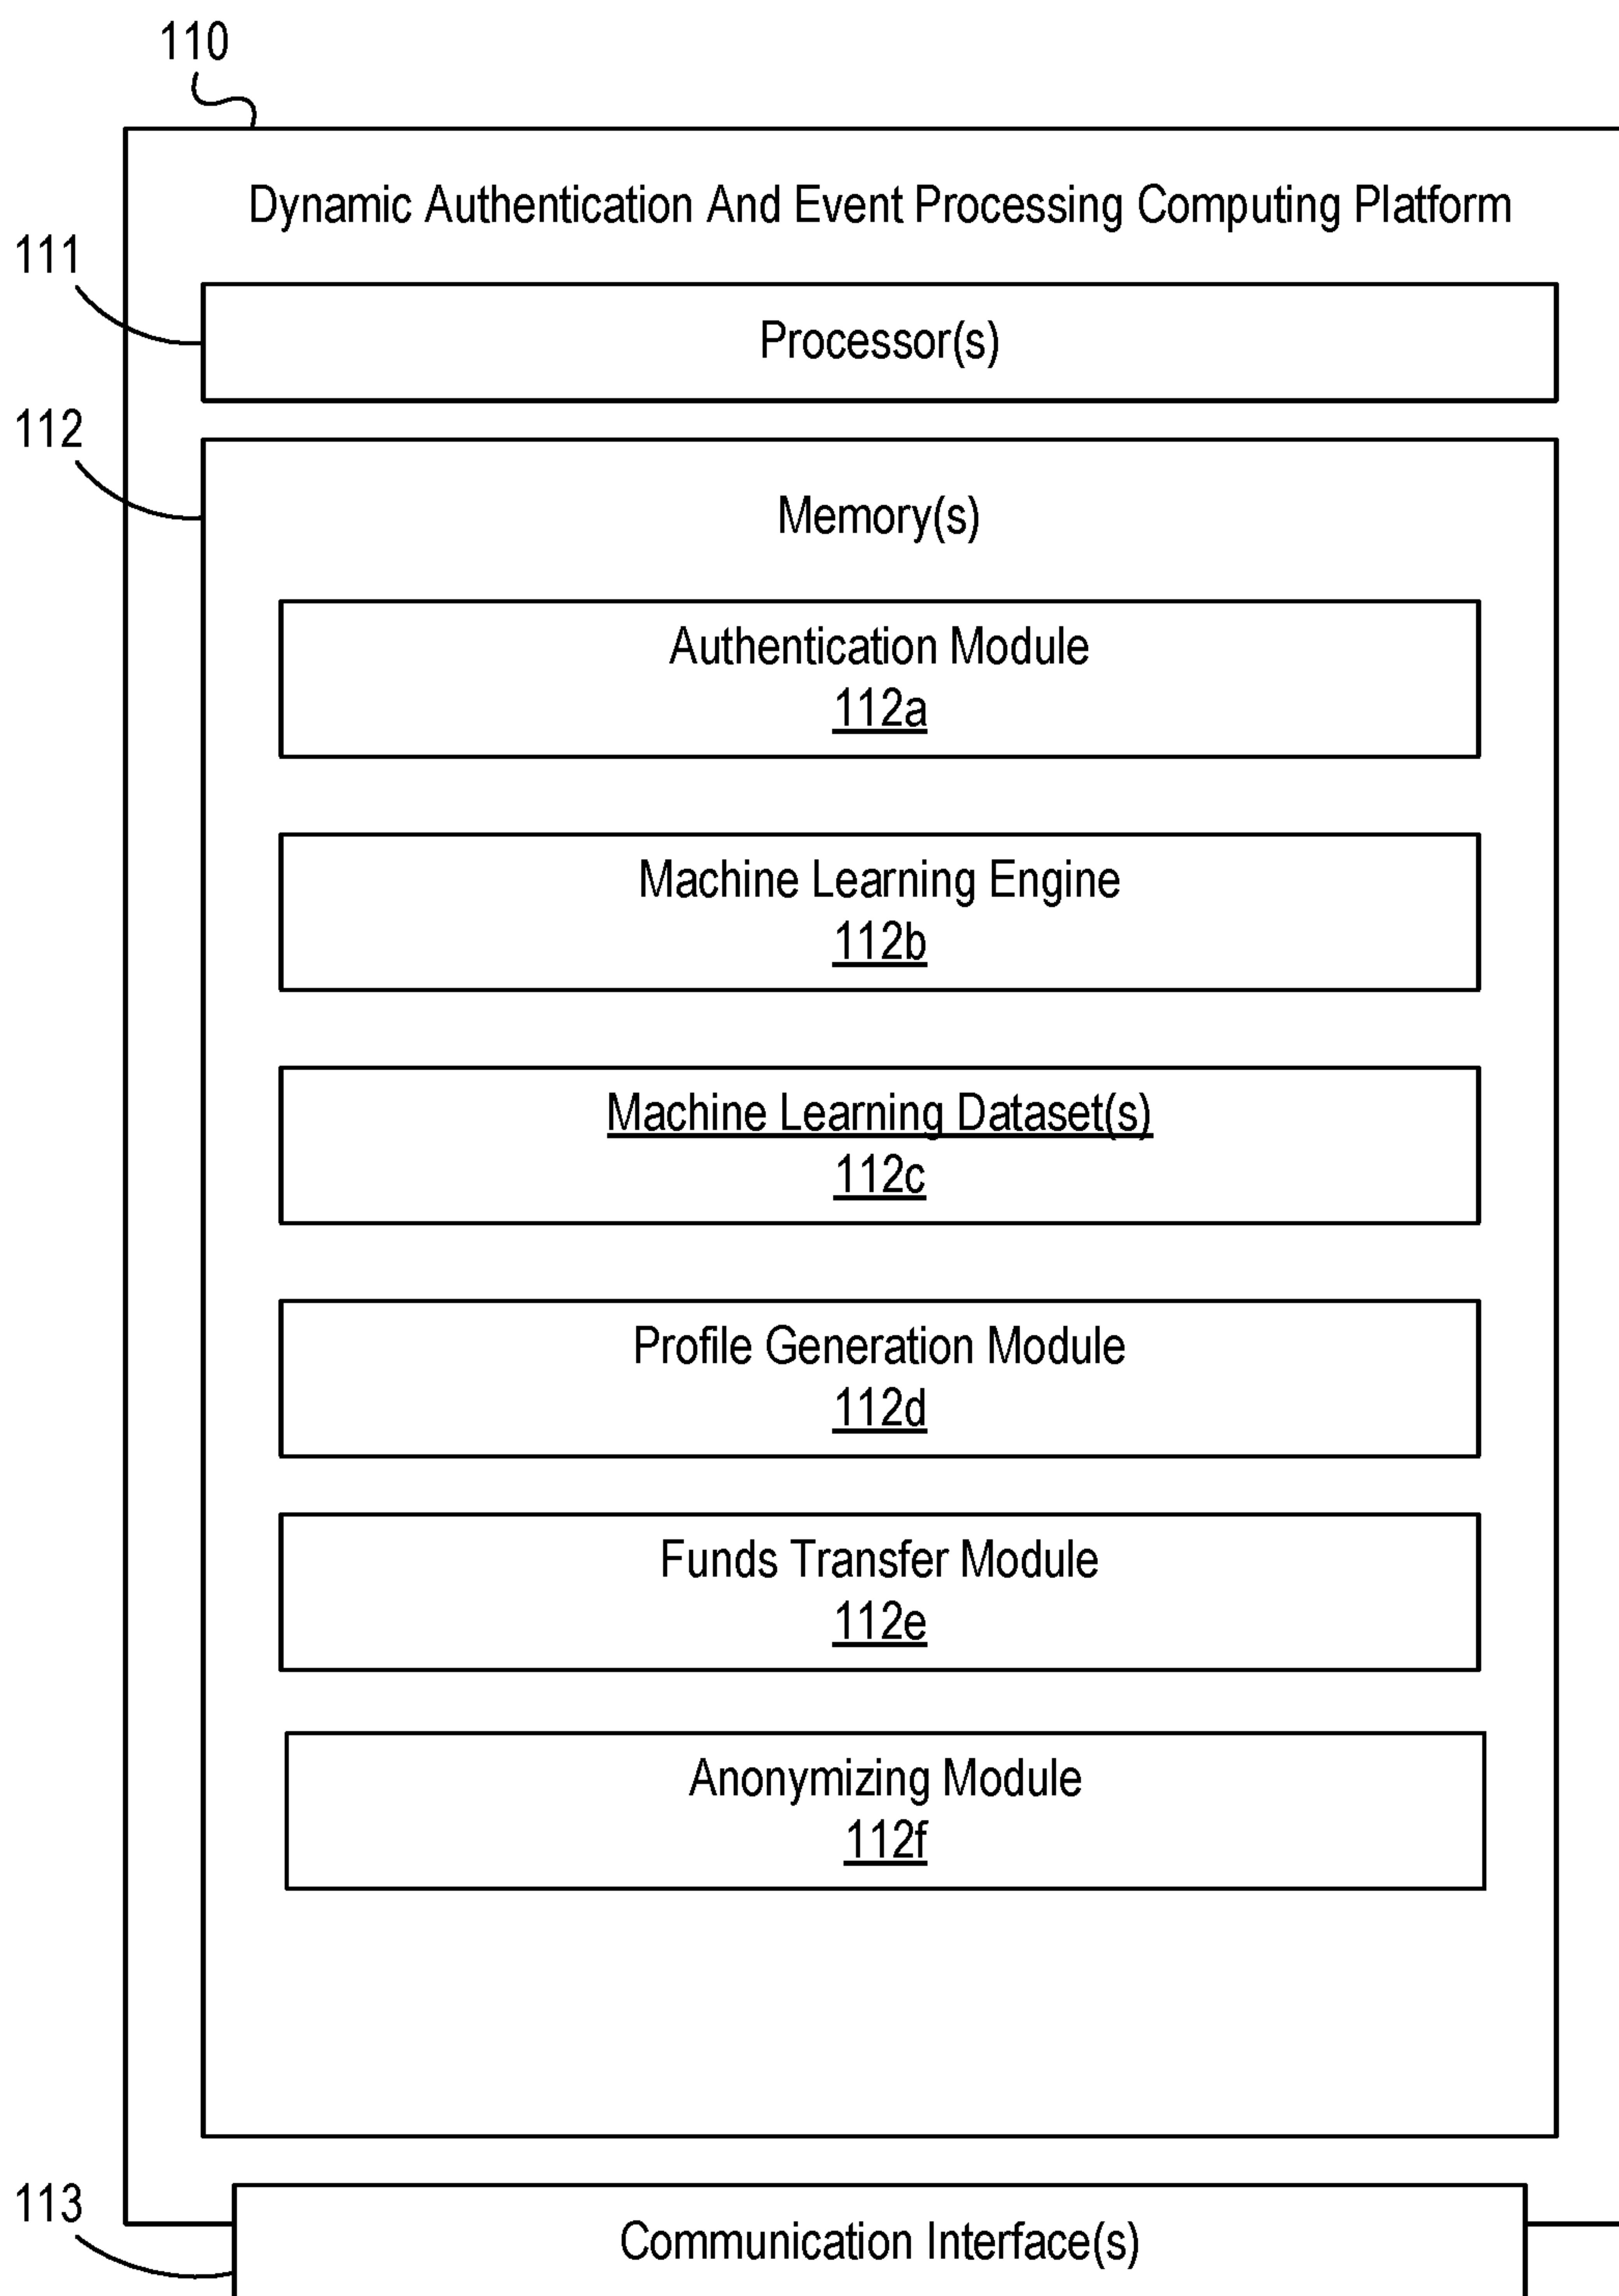 110
Dynamic Authentication And Event Processing Computing Platform
111
Processor(s)
112
Memory(s)
Authentication Module
112a
Machine Learning Engine
112b
Machine Learning Dataset(s)
112c
Profile Generation Module
112d
Funds Transfer Module
112e
Anonymizing Module
112f
113
Communication Interface(s)